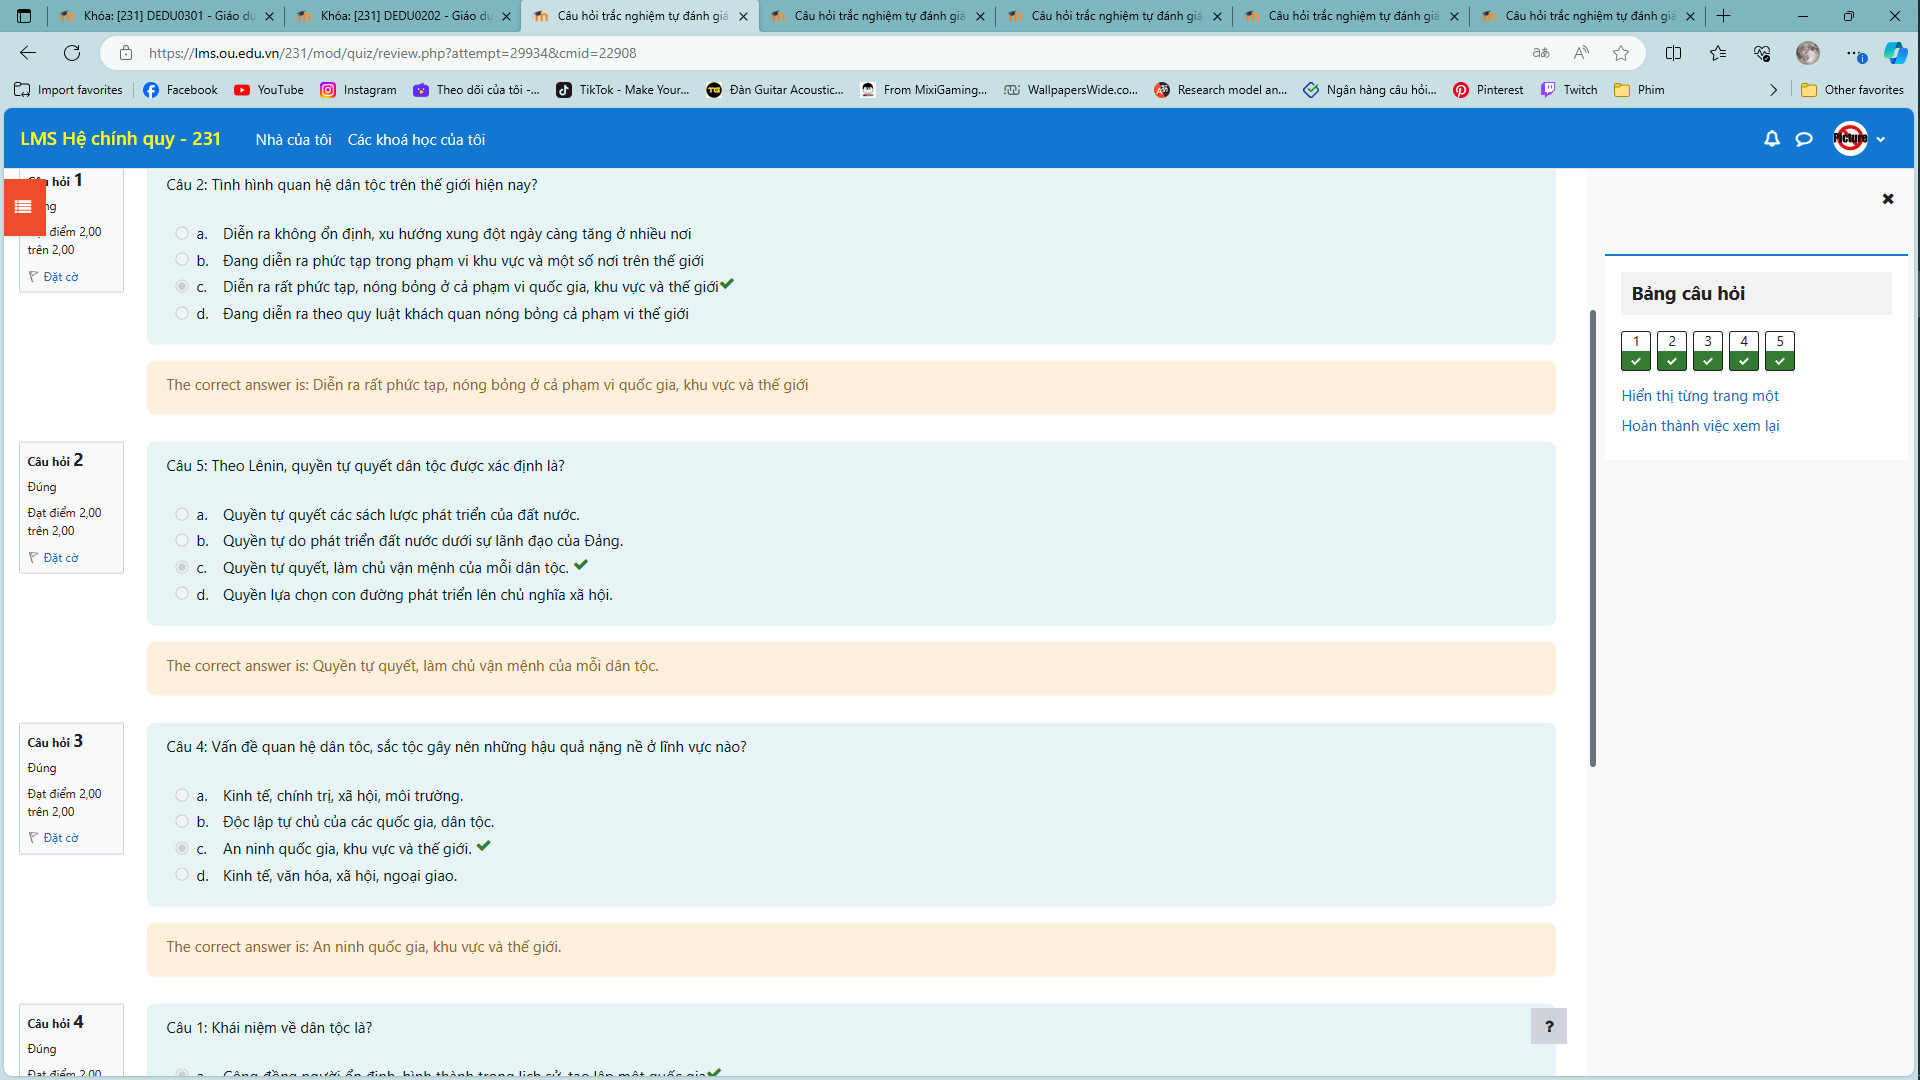 Khóa: [231] DEDU0301 - Giáo dụ
Khóa: [231] DEDU0202 - Giáo dụ
Câu hỏi trắc nghiệm tự đánh giá
Câu hỏi trắc nghiệm tự đánh giá
Câu hỏi trắc nghiệm tự đánh giá
Câu hỏi trắc nghiệm tự đánh giá
Câu hỏi trắc nghiệm tự đánh giá
https://lms.ou.edu.vn/231/mod/quiz/review.php?attempt=29934&cmid=22908
Import favorites
Facebook
YouTube
Instagram
Theo dõi của tôi -...
TikTok - Make Your...
Đàn Guitar Acoustic...
From MixiGaming...
WallpapersWide.co...
Research model an...
Ngân hàng câu hỏi...
Pinterest
Twitch
Phim
Other favorites
LMS Hệ chính quy - 231
Nhà của tôi
Các khoá học của tôi
Picture
hỏi 1
Câu 2: Tình hình quan hệ dân tộc trên thế giới hiện nay?
điểm 2,00
trên 2,00
Đặt cờ
a. Diễn ra không ổn định, xu hướng xung đột ngày càng tăng ở nhiều nơi
b. Đang diễn ra phức tạp trong phạm vi khu vực và một số nơi trên thế giới
c. Diễn ra rất phức tạp, nóng bỏng ở cả phạm vi quốc gia, khu vực và thế giới
d. Đang diễn ra theo quy luật khách quan nóng bỏng cả phạm vi thế giới
The correct answer is: Diễn ra rất phức tạp, nóng bỏng ở cả phạm vi quốc gia, khu vực và thế giới
Câu hỏi 2
Đúng
Đạt điểm 2,00
trên 2,00
Đặt cờ
Câu 5: Theo Lênin, quyền tự quyết dân tộc được xác định là?
a. Quyền tự quyết các sách lược phát triển của đất nước.
b. Quyền tự do phát triển đất nước dưới sự lãnh đạo của Đảng.
c. Quyền tự quyết, làm chủ vận mệnh của mỗi dân tộc.
d. Quyền lựa chọn con đường phát triển lên chủ nghĩa xã hội.
The correct answer is: Quyền tự quyết, làm chủ vận mệnh của mỗi dân tộc.
Câu hỏi 3
Đúng
Đạt điểm 2,00
trên 2,00
Đặt cờ
Câu 4: Vấn đề quan hệ dân tôc, sắc tộc gây nên những hậu quả nặng nề ở lĩnh vực nào?
a. Kinh tế, chính trị, xã hội, môi trường.
b. Độc lập tự chủ của các quốc gia, dân tộc.
c. An ninh quốc gia, khu vực và thế giới.
d. Kinh tế, văn hóa, xã hội, ngoại giao.
The correct answer is: An ninh quốc gia, khu vực và thế giới.
Câu hỏi 4
Đúng
Đạt điểm 2,00
Câu 1: Khái niệm về dân tộc là?
a. Cộng đồng người ổn định, hình thành trong lịch sử, tạo lập một quốc gia
?
Bảng câu hỏi
1 2 3 4 5
Hiển thị từng trang một
Hoàn thành việc xem lại